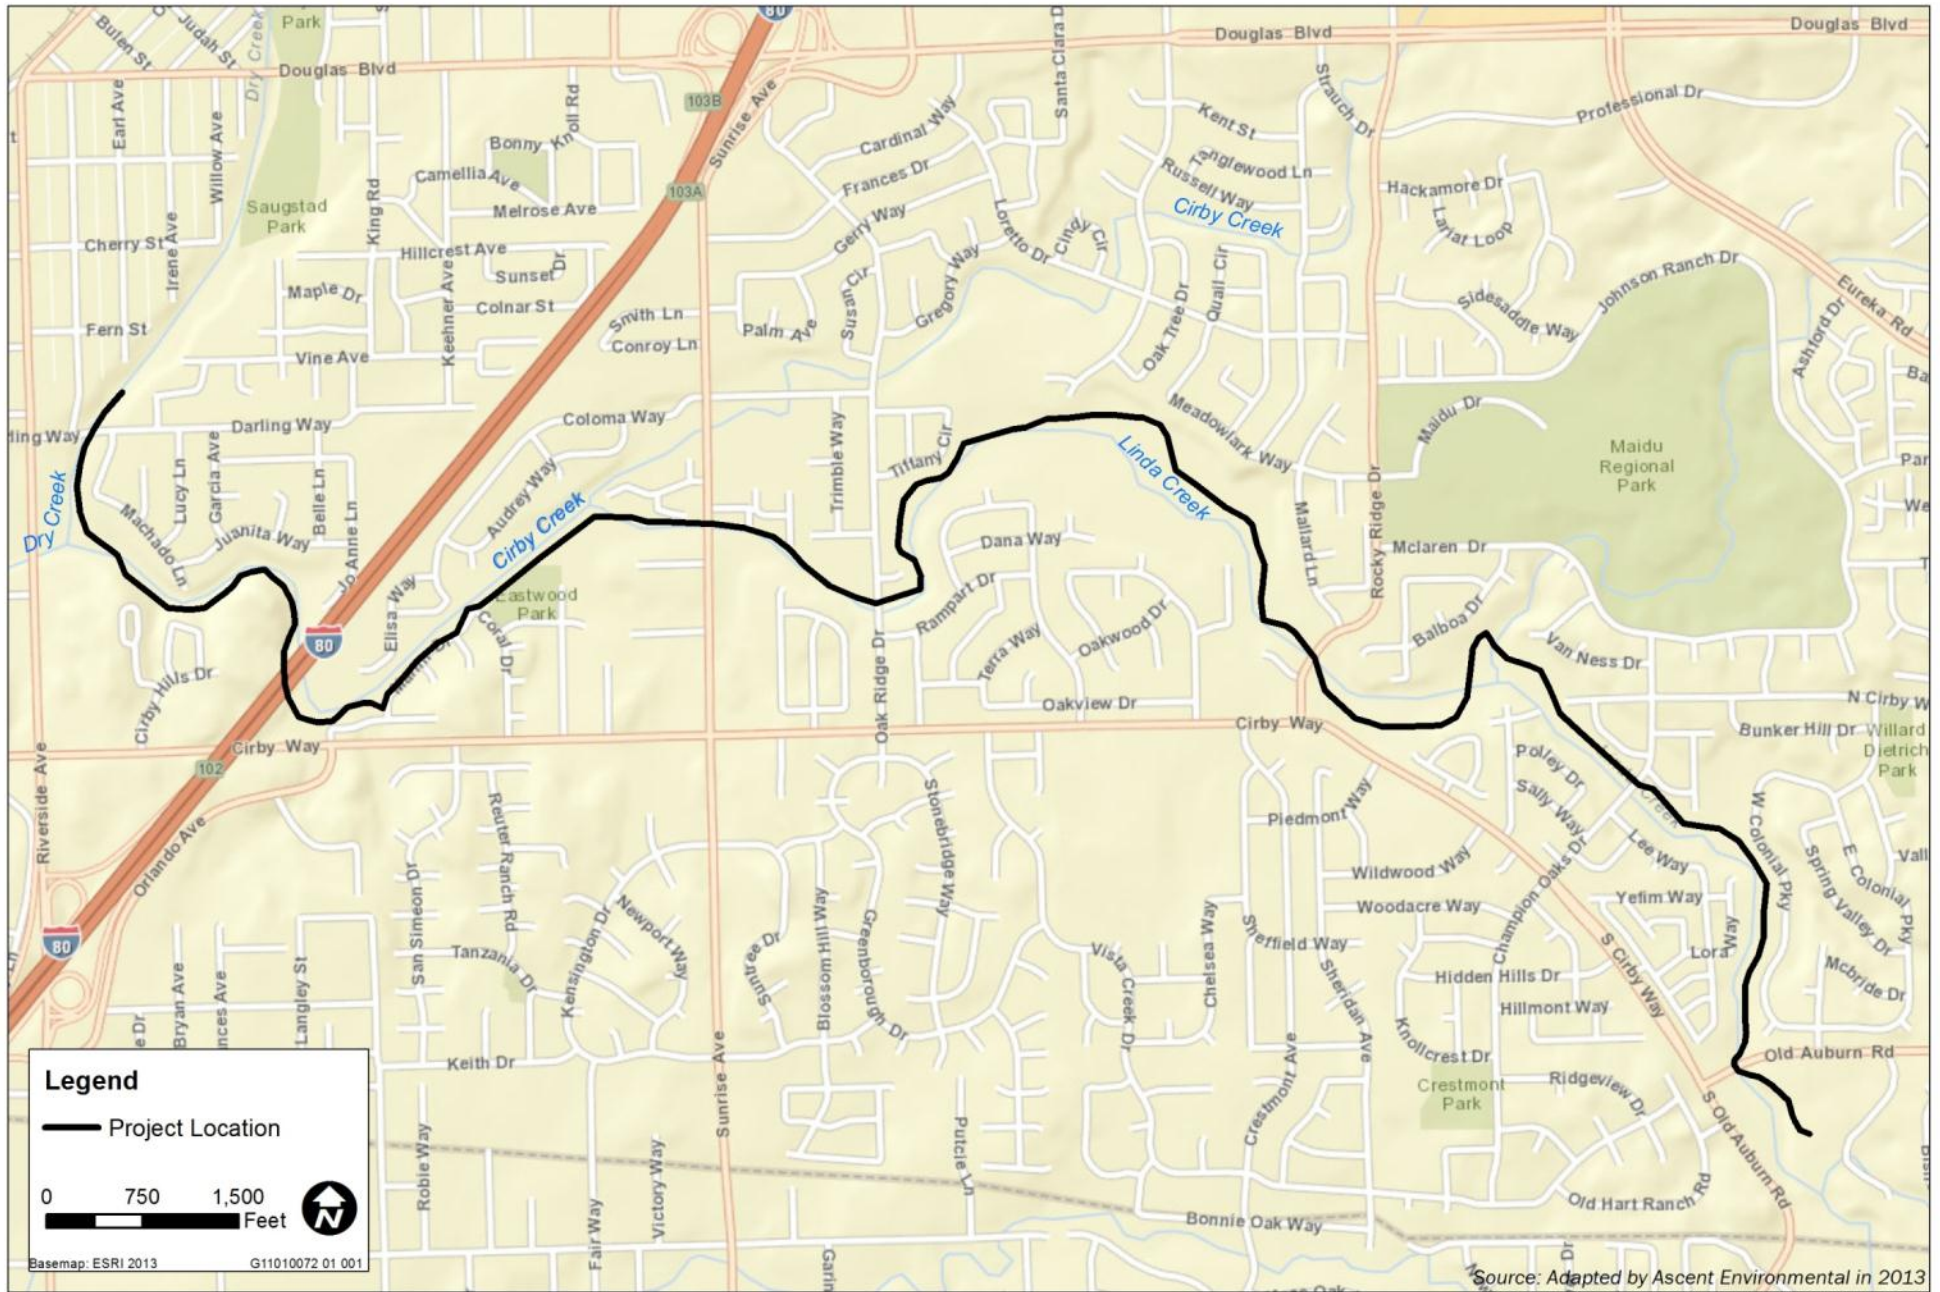 Bulen St
Judah St
Dry Creek
Park
80
Santa Clara D
Douglas Blvd
Douglas Blvd
Douglas Blvd
Earl Ave
Willow Ave
Knoll Rd
Bonny
103B
Sunrise Ave
Cardinal Way
Kent St
Strauch Dr
Professional Dr
Camellia Ave
103A
Frances Dr
Tanglewood Ln
Russell Way
Hackamore Dr
Saugstad
Park
King Rd
Melrose Ave
Gerry Way
Loretto Dr
Cindy Cir
Cirby Creek
Lariat Loop
Cherry St
Irene Ave
Hillcrest Ave
Sunset Dr
Keehner Ave
Maple Dr
Colnar St
Susan Cir
Gregory Way
Oak Tree Dr
Quail Cir
Sidesaddle Way
Johnson Ranch Dr
Eureka Rd
Ashford Dr
Fern St
Smith Ln
Conroy Ln
Palm Ave
Vine Ave
Ba
ling Way
Darling Way
Coloma Way
Trimble Way
Tiffany Cir
Meadowlark Way
Maidu Dr
Maidu
Regional
Park
Par
Dry Creek
Lucy Ln
Garcia Ave
Belle Ln
Jo Anne Ln
Audrey Way
Linda Creek
Rocky Ridge Dr
We
Machado Ln
Juanita Way
Cirby Creek
Dana Way
Mallard Ln
Mclaren Dr
T
80
Elisa Way
Eastwood
Park
Coral Dr
Rampart Dr
Oak Ridge Dr
Terra Way
Oakwood Dr
Balboa Dr
Van Ness Dr
Cirby Hills Dr
Oakview Dr
N Cirby W
Riverside Ave
Cirby Way
102
Cirby Way
Bunker Hill Dr
Willard
Dietrich
Park
Polley Dr
Sally Way
Creek
Orlando Ave
Reuter Ranch Rd
Stonebridge Way
Piedmont Way
Lee Way
W Colonial Pky
E Colonial Pky
Vall
San Simeon Dr
Wildwood Way
Champion Oaks Dr
Spring Valley Dr
Newport Way
Kensington Dr
Blossom Hill Way
Greenborough Dr
Chelsea Way
Woodacre Way
Yefim Way
80
Tanzania Dr
Suntree Dr
Vista Creek Dr
Sheffield Way
Sheridan Ave
S Cirby Way
Lora Way
Mcbride Dr
Hidden Hills Dr
Hillmont Way
e Dr
Bryan Ave
nces Ave
Langley St
Keith Dr
Sunrise Ave
Crestmont Ave
Knollcrest Dr
Old Auburn Rd
Crestmont
Park
Ridgeview Dr
S Old Auburn Rd
Legend
Project Location
0 750 1,500
Feet
N
Basemap: ESRI 2013
G11010072 01 001
Robie Way
Fair Way
Victory Way
Putcie Ln
Bonnie Oak Way
Old Hart Ranch Rd
Source: Adapted by Ascent Environmental in 2013